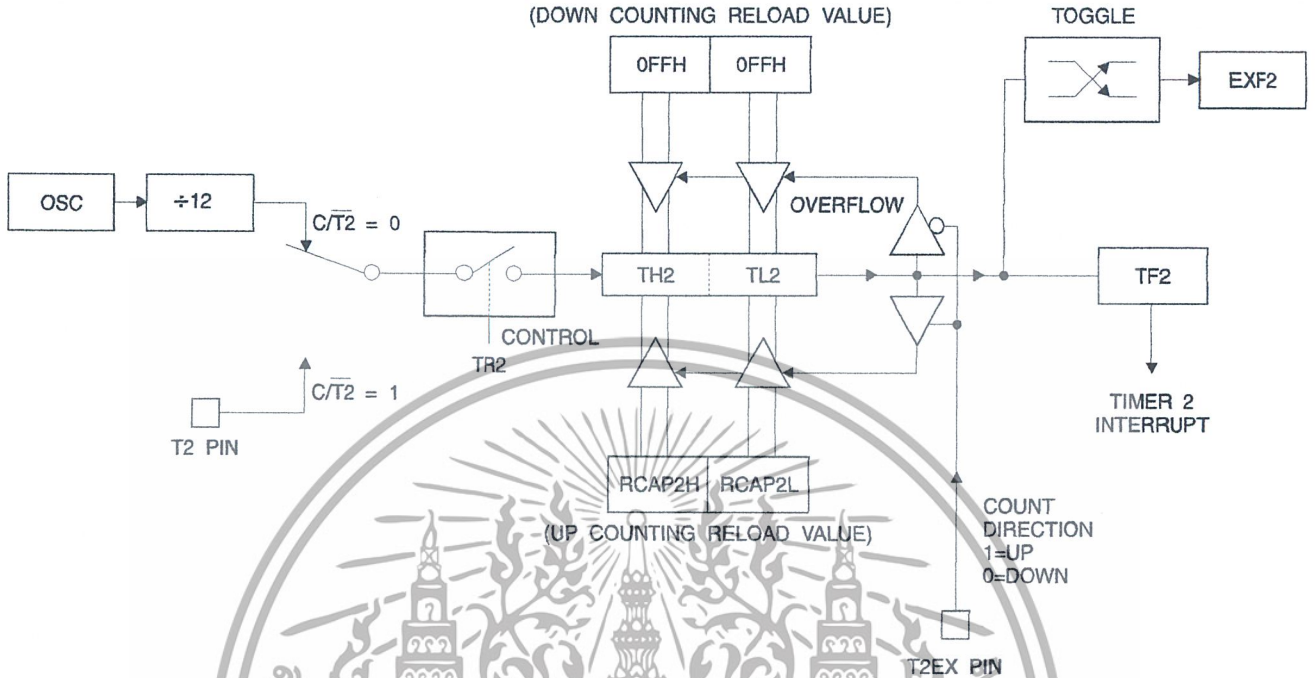 (DOWN COUNTING RELOAD VALUE)
TOGGLE
0FFH 0FFH
EXF2
OSC
÷12
C/T2̅ = 0
OVERFLOW
TH2 TL2
TF2
CONTROL
TR2
C/T2̅ = 1
T2 PIN
TIMER 2
INTERRUPT
RCAP2H RCAP2L
(UP COUNTING RELOAD VALUE)
COUNT
DIRECTION
1=UP
0=DOWN
T2EX PIN